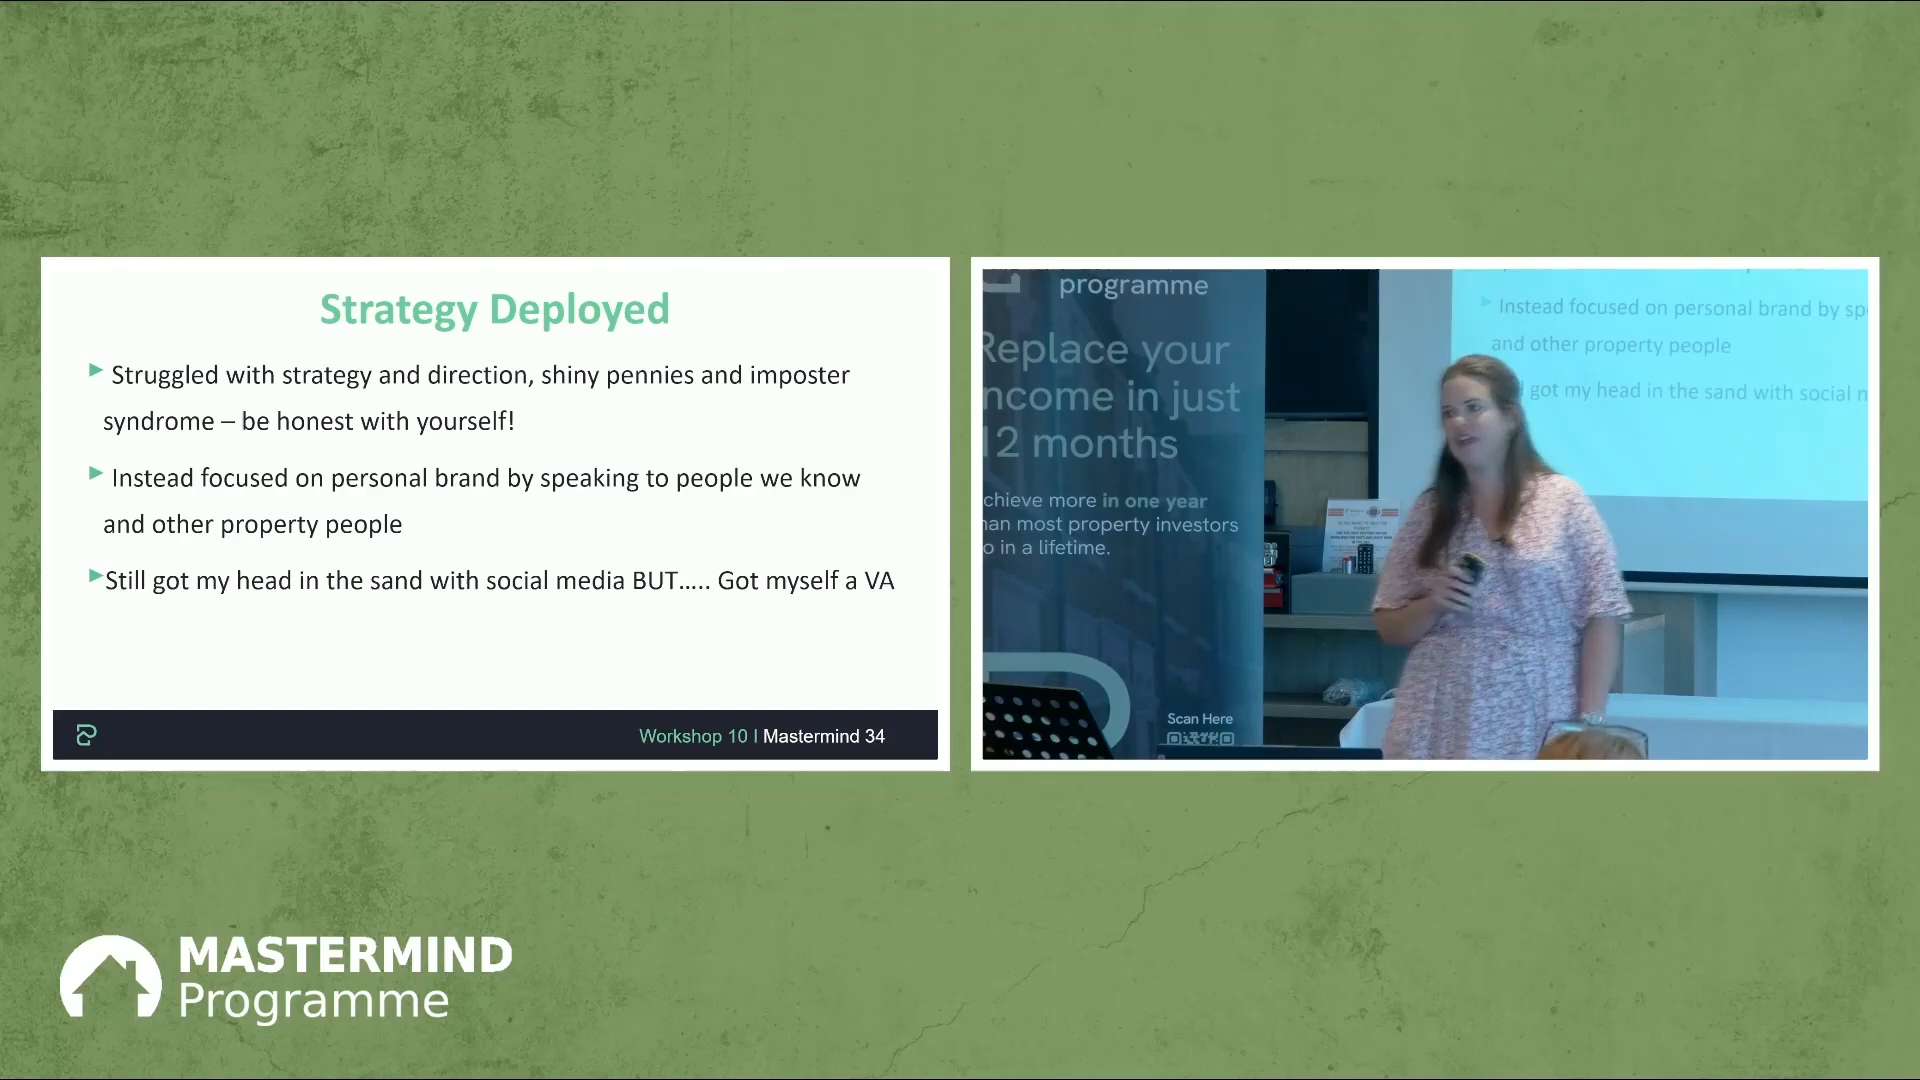 Strategy Deployed
Struggled with strategy and direction, shiny pennies and imposter
syndrome – be honest with yourself!
Instead focused on personal brand by speaking to people we know
and other property people
Still got my head in the sand with social media BUT….. Got myself a VA
Workshop 10 | Mastermind 34
programme
Replace your
income in just
12 months
chieve more in one year
han most property investors
o in a lifetime.
Scan Here
Instead focused on personal brand by spe
and other property people
got my head in the sand with social m
MASTERMIND
Programme